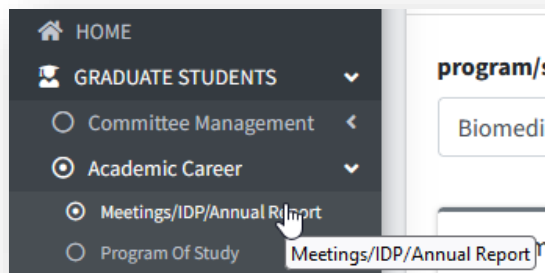 HOME
GRADUATE STUDENTS
Committee Management
Academic Career
Meetings/IDP/Annual Report
Program Of Study
program/
Biomedi
Meetings/IDP/Annual Report